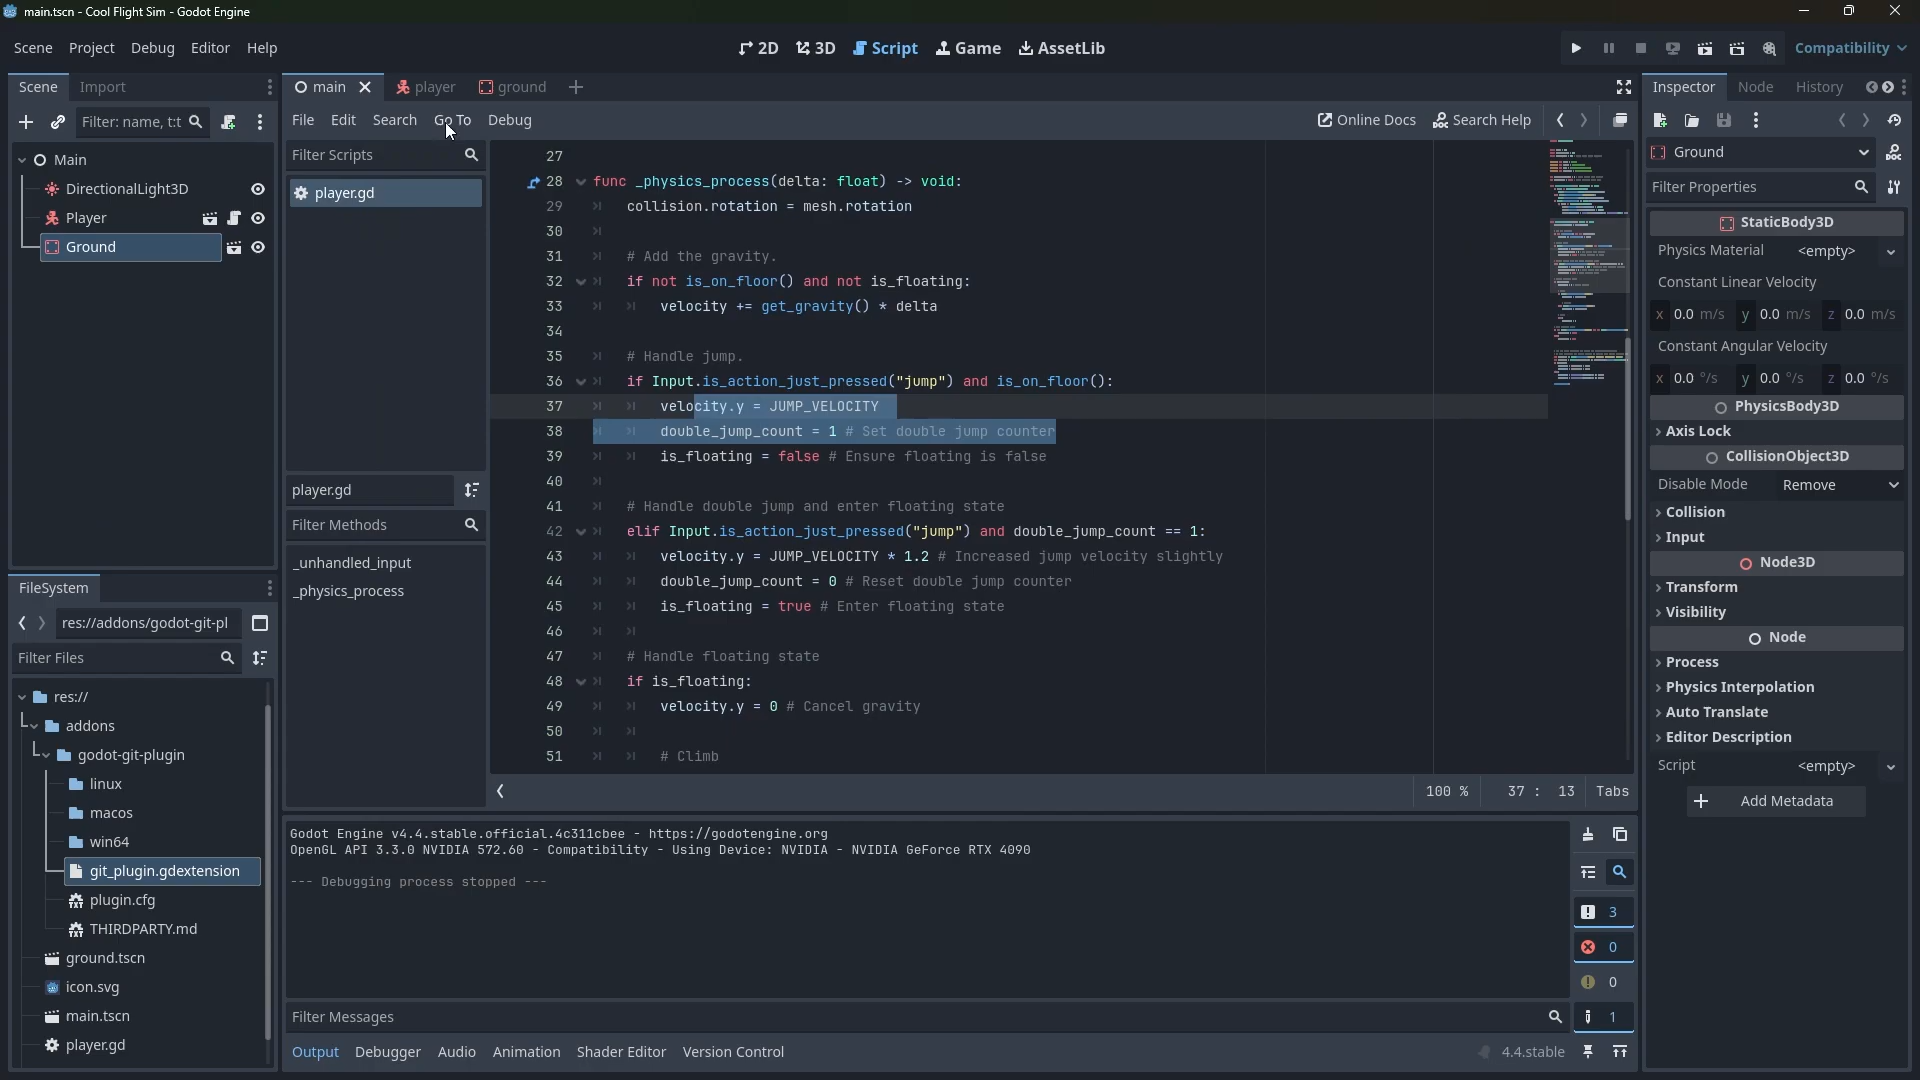 main.tscn - Cool Flight Sim - Godot Engine
Scene Project Debug Editor Help
2D 3D Script Game AssetLib
Compatibility
Scene Import
Filter: name, t:t
Main
DirectionalLight3D
Player
Ground
FileSystem
res://addons/godot-git-pl
Filter Files
res://
addons
godot-git-plugin
linux
macos
win64
git_plugin.gdextension
plugin.cfg
THIRDPARTY.md
ground.tscn
icon.svg
main.tscn
player.gd
main player ground
File Edit Search Go To Debug
Online Docs Search Help
Filter Scripts
player.gd
player.gd
Filter Methods
_unhandled_input
_physics_process
27
28 func _physics_process(delta: float) -> void:
29 collision.rotation = mesh.rotation
30
31 # Add the gravity.
32 if not is_on_floor() and not is_floating:
33 velocity += get_gravity() * delta
34
35 # Handle jump.
36 if Input.is_action_just_pressed("jump") and is_on_floor():
37 velocity.y = JUMP_VELOCITY
38 double_jump_count = 1 # Set double jump counter
39 is_floating = false # Ensure floating is false
40
41 # Handle double jump and enter floating state
42 elif Input.is_action_just_pressed("jump") and double_jump_count == 1:
43 velocity.y = JUMP_VELOCITY * 1.2 # Increased jump velocity slightly
44 double_jump_count = 0 # Reset double jump counter
45 is_floating = true # Enter floating state
46
47 # Handle floating state
48 if is_floating:
49 velocity.y = 0 # Cancel gravity
50
51 # Climb
100 % 37 : 13 Tabs
Godot Engine v4.4.stable.official.4c311cbee - https://godotengine.org
OpenGL API 3.3.0 NVIDIA 572.60 - Compatibility - Using Device: NVIDIA - NVIDIA GeForce RTX 4090
--- Debugging process stopped ---
3
0
0
1
Filter Messages
Output Debugger Audio Animation Shader Editor Version Control
4.4.stable
Inspector Node History
Ground
Filter Properties
StaticBody3D
Physics Material <empty>
Constant Linear Velocity
x 0.0 m/s y 0.0 m/s z 0.0 m/s
Constant Angular Velocity
x 0.0 °/s y 0.0 °/s z 0.0 °/s
PhysicsBody3D
Axis Lock
CollisionObject3D
Disable Mode Remove
Collision
Input
Node3D
Transform
Visibility
Node
Process
Physics Interpolation
Auto Translate
Editor Description
Script <empty>
Add Metadata